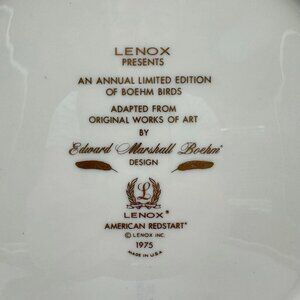 LENOX
PRESENTS
AN ANNUAL LIMITED EDITION
OF BOEHM BIRDS
ADAPTED FROM
ORIGINAL WORKS OF ART
BY
Edward Marshall Boehm
DESIGN
L
LENOX®
AMERICAN REDSTART®
© LENOX INC.
1975
MADE IN U.S.A.